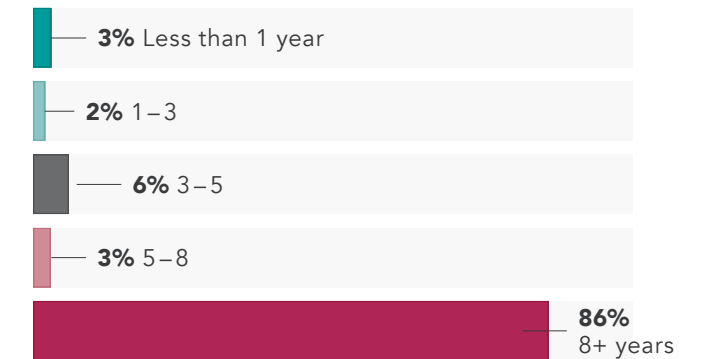 3% Less than 1 year
2% 1–3
6% 3–5
3% 5–8
86%
8+ years